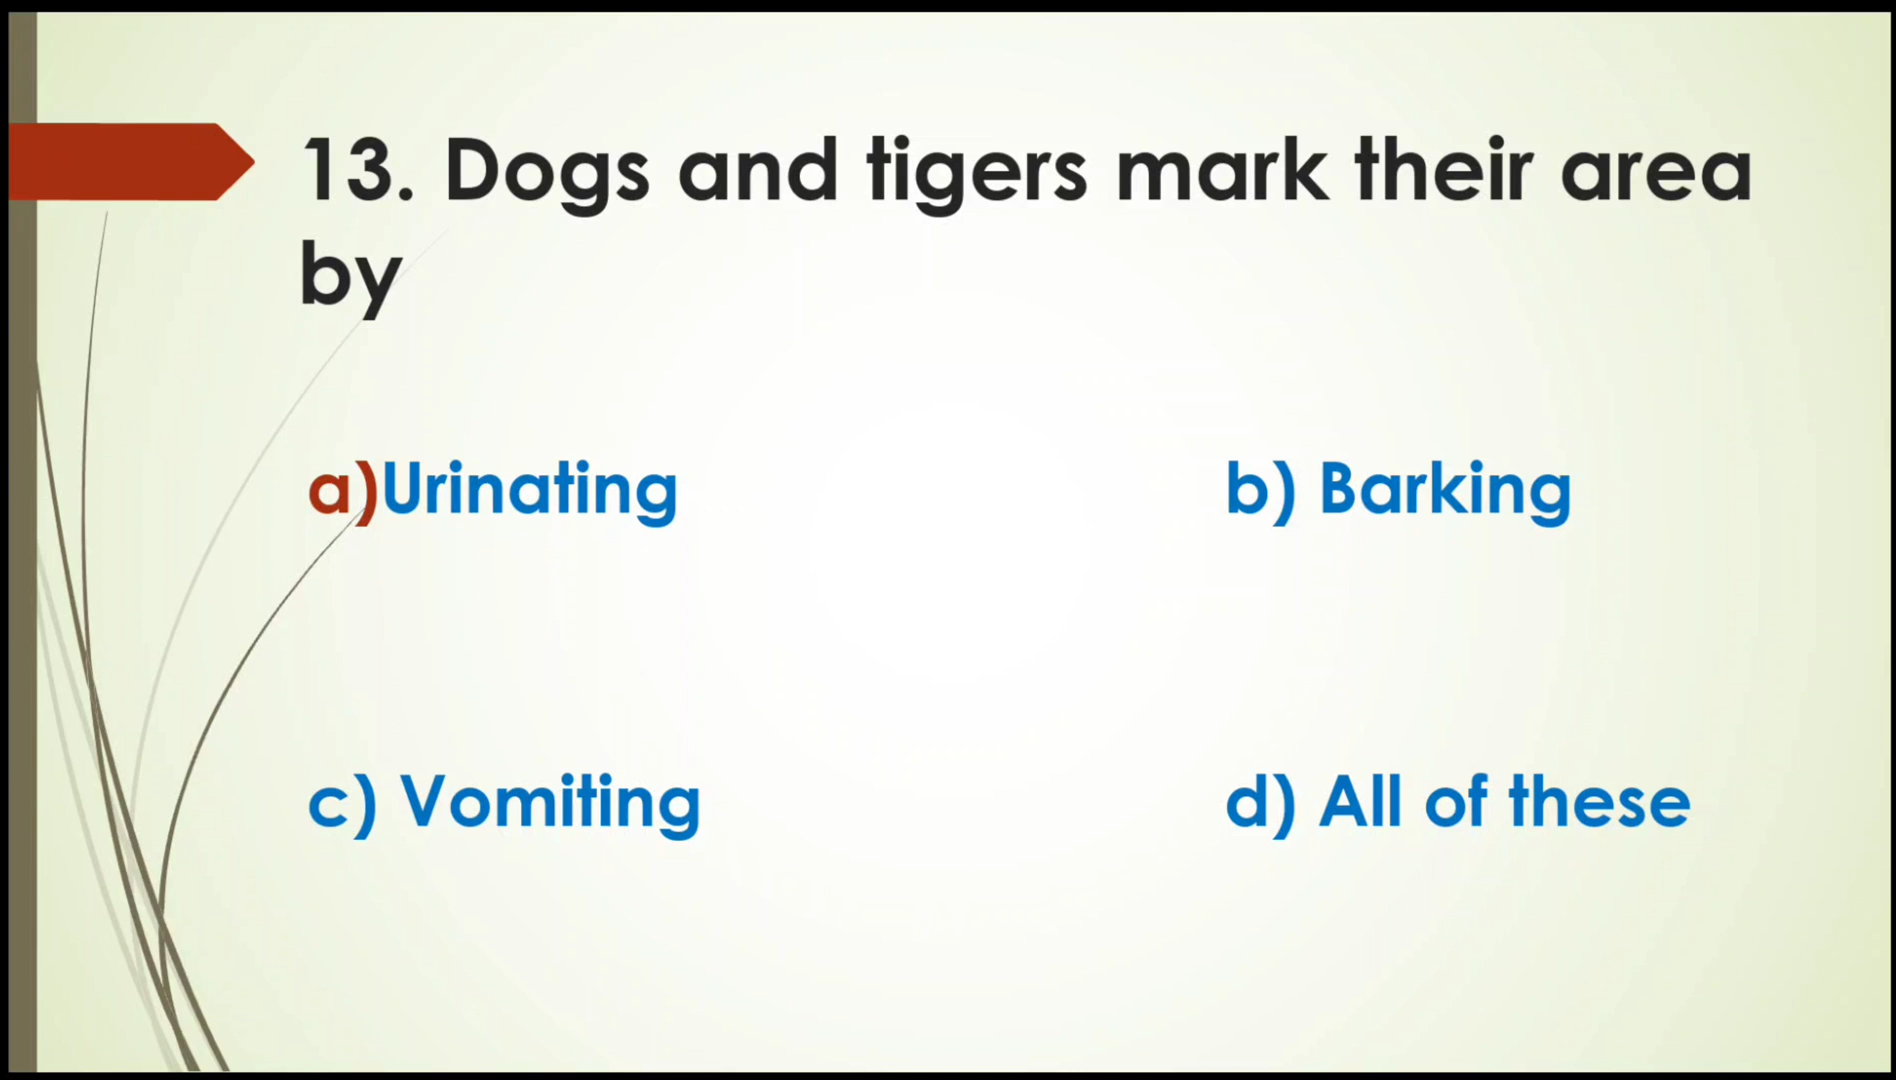 13. Dogs and tigers mark their area
by
a)Urinating
b) Barking
c) Vomiting
d) All of these